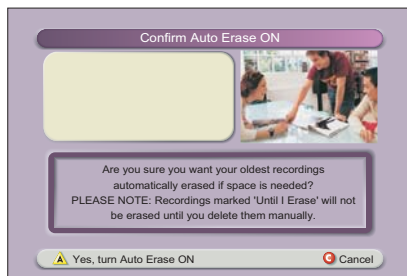 Confirm Auto Erase ON
Are you sure you want your oldest recordings
automatically erased if space is needed?
PLEASE NOTE: Recordings marked 'Until I Erase' will not
be erased until you delete them manually.
A Yes, turn Auto Erase ON
C Cancel